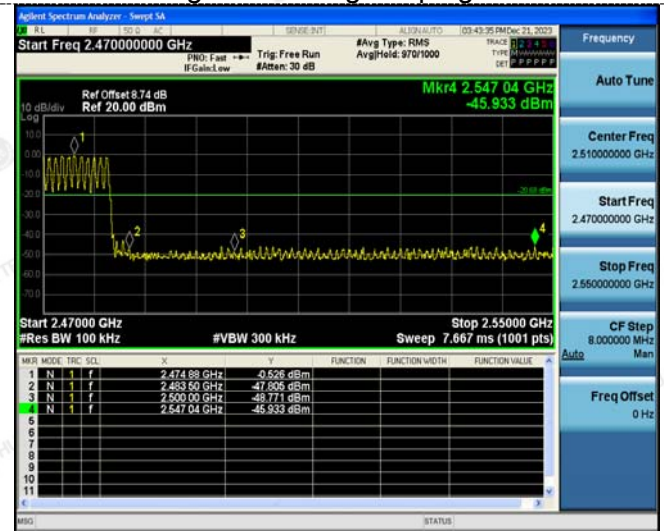 Agilent Spectrum Analyzer - Swept SA
RL RF 50 Ω AC SENSE:INT ALIGN AUTO 03:43:35 PM Dec 21, 2023
Start Freq 2.470000000 GHz
PNO: Fast
IFGain:Low
Trig: Free Run
#Atten: 30 dB
#Avg Type: RMS
Avg|Hold: 970/1000
TRACE 1 2 3 4 5 6
TYPE MWWWWW
DET P P P P P P
Frequency
Mkr4 2.547 04 GHz
-45.933 dBm
Ref Offset 8.74 dB
10 dB/div Ref 20.00 dBm
Log
10.0
0.00
-10.0
-20.0
-30.0
-40.0
-50.0
-60.0
-70.0
1
2
3
4
Start 2.47000 GHz Stop 2.55000 GHz
#Res BW 100 kHz #VBW 300 kHz Sweep 7.667 ms (1001 pts)
MKR MODE TRC SCL X Y FUNCTION FUNCTION WIDTH FUNCTION VALUE
1 N 1 f 2.474 88 GHz -0.526 dBm
2 N 1 f 2.483 50 GHz -47.805 dBm
3 N 1 f 2.500 00 GHz -48.771 dBm
4 N 1 f 2.547 04 GHz -45.933 dBm
5
6
7
8
9
10
11
MSG STATUS
Auto Tune
Center Freq
2.510000000 GHz
Start Freq
2.470000000 GHz
Stop Freq
2.550000000 GHz
CF Step
8.000000 MHz
Auto Man
Freq Offset
0 Hz